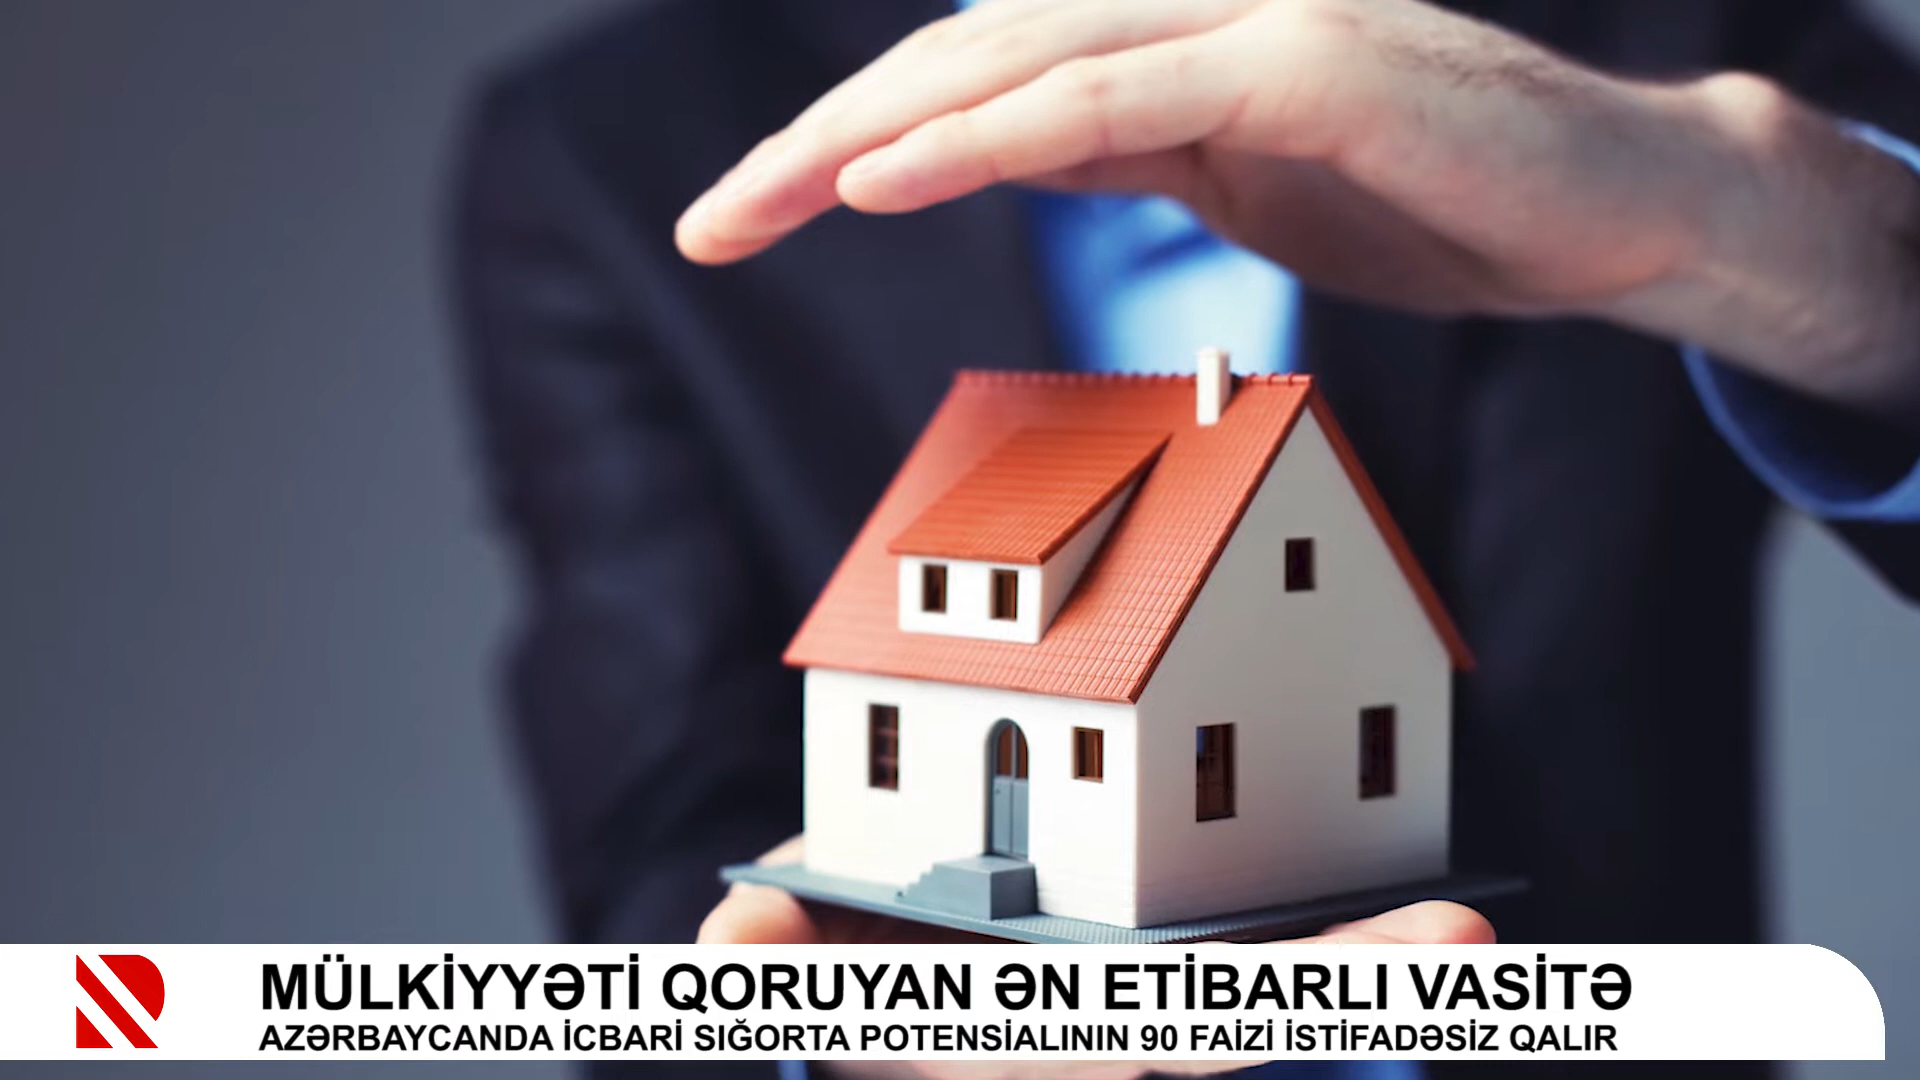 MÜLKİYYƏTİ QORUYAN ƏN ETİBARLI VASİTƏ
AZƏRBAYCANDA İCBARİ SIĞORTA POTENSİALININ 90 FAİZİ İSTİFADƏSİZ QALIR